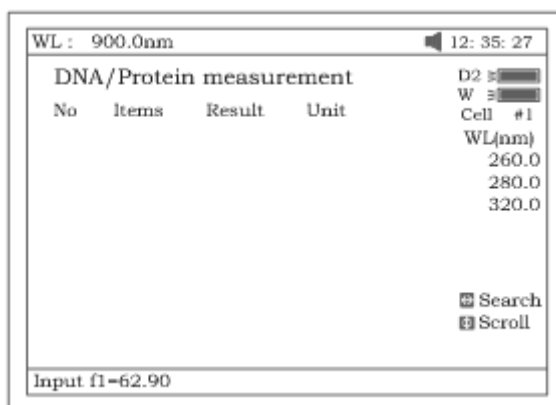 WL : 900.0nm 12: 35: 27
DNA/Protein measurement
D2
W
No Items Result Unit
Cell #1
WL(nm)
260.0
280.0
320.0
Search
Scroll
Input f1=62.90